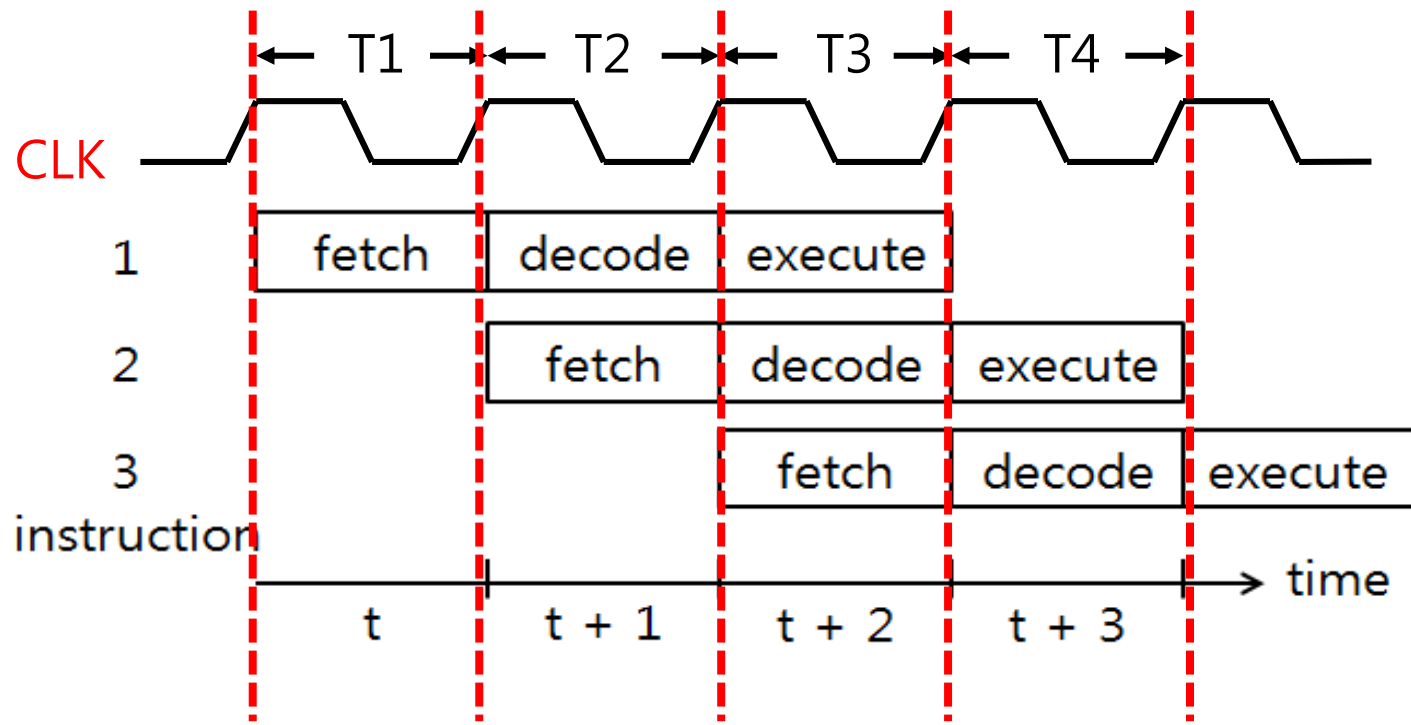 T1 T2 T3 T4
CLK
1 fetch decode execute
2 fetch decode execute
3 fetch decode execute
instruction
time
t t + 1 t + 2 t + 3